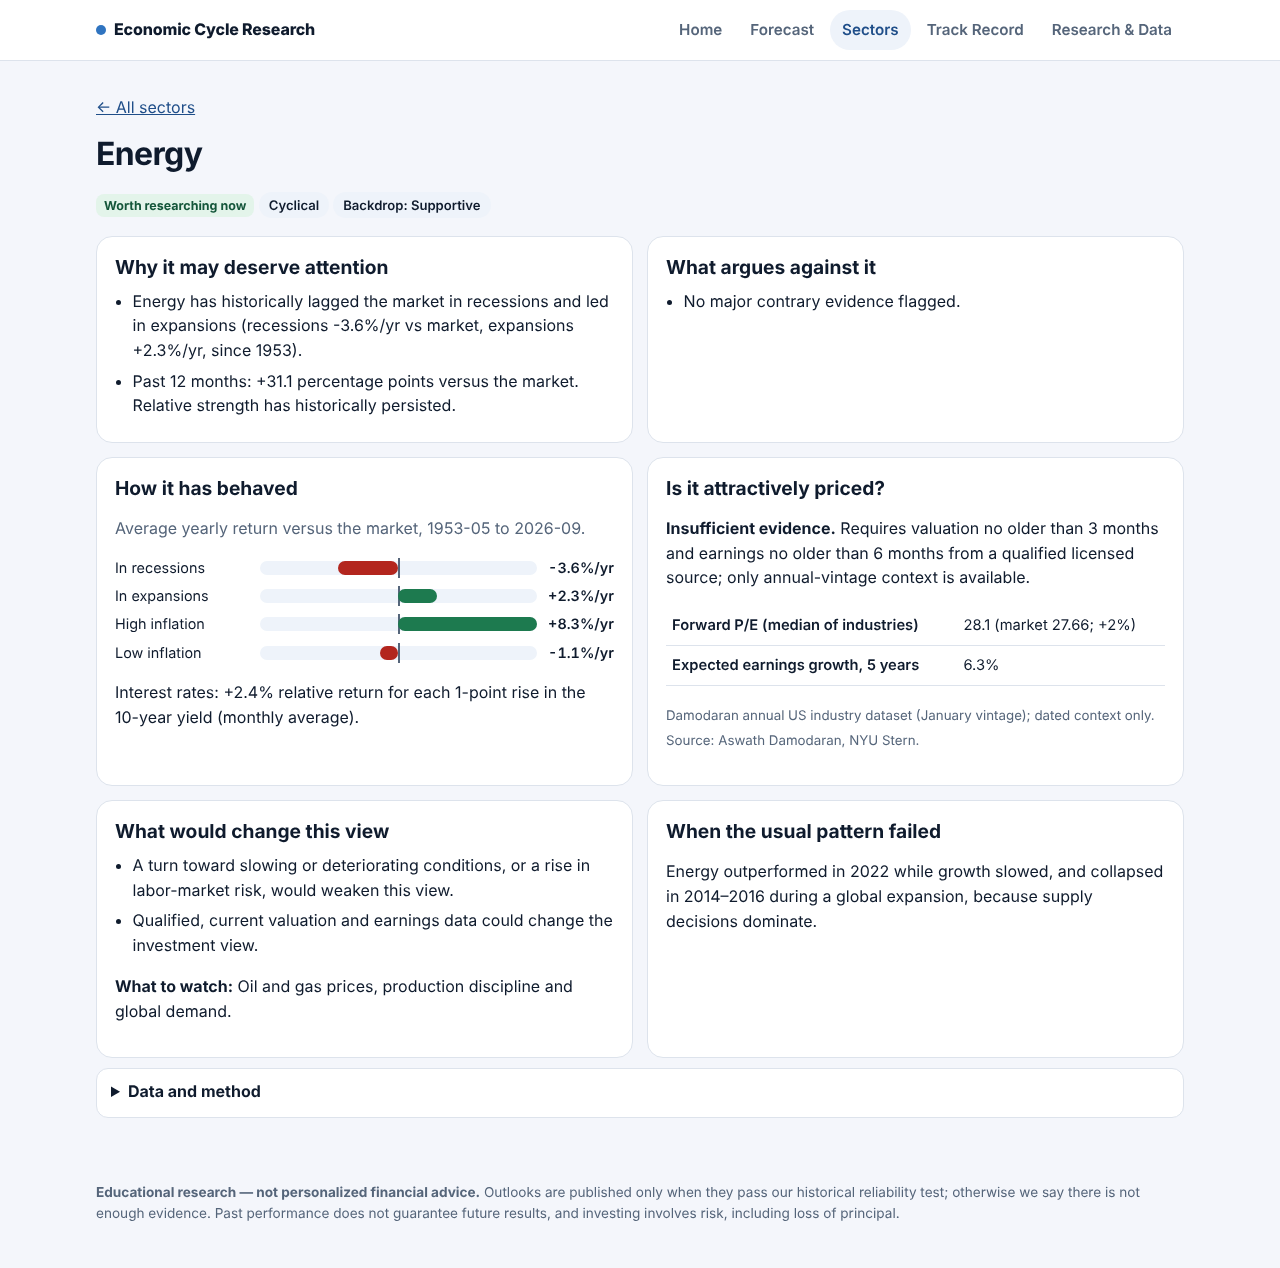 Economic Cycle Research
Home
Forecast
Sectors
Track Record
Research & Data
← All sectors
Energy
Worth researching now
Cyclical
Backdrop: Supportive
Why it may deserve attention
• Energy has historically lagged the market in recessions and led
in expansions (recessions -3.6%/yr vs market, expansions
+2.3%/yr, since 1953).
• Past 12 months: +31.1 percentage points versus the market.
Relative strength has historically persisted.
What argues against it
• No major contrary evidence flagged.
How it has behaved
Average yearly return versus the market, 1953-05 to 2026-09.
In recessions -3.6%/yr
In expansions +2.3%/yr
High inflation +8.3%/yr
Low inflation -1.1%/yr
Interest rates: +2.4% relative return for each 1-point rise in the
10-year yield (monthly average).
Is it attractively priced?
Insufficient evidence. Requires valuation no older than 3 months
and earnings no older than 6 months from a qualified licensed
source; only annual-vintage context is available.
Forward P/E (median of industries) 28.1 (market 27.66; +2%)
Expected earnings growth, 5 years 6.3%
Damodaran annual US industry dataset (January vintage); dated context only.
Source: Aswath Damodaran, NYU Stern.
What would change this view
• A turn toward slowing or deteriorating conditions, or a rise in
labor-market risk, would weaken this view.
• Qualified, current valuation and earnings data could change the
investment view.
What to watch: Oil and gas prices, production discipline and
global demand.
When the usual pattern failed
Energy outperformed in 2022 while growth slowed, and collapsed
in 2014–2016 during a global expansion, because supply
decisions dominate.
▶ Data and method
Educational research — not personalized financial advice. Outlooks are published only when they pass our historical reliability test; otherwise we say there is not
enough evidence. Past performance does not guarantee future results, and investing involves risk, including loss of principal.